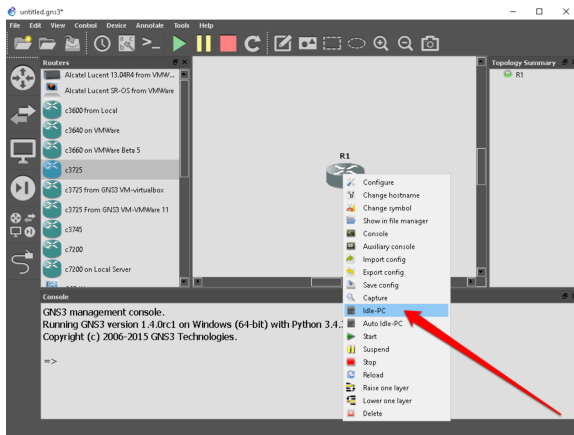 untitled.gns3*
File Edit View Control Device Annotate Tools Help
Routers
Alcatel Lucent 13.04R4 from VMW...
Alcatel Lucent SR-OS from VMWare
c3600 from Local
c3640 on VMWare
c3660 on VMWare Beta 5
c3725
c3725 from GNS3 VM-virtualbox
c3725 From GNS3 VM-VMWare 11
c3745
c7200
c7200 on Local Server
R1
Configure
Change hostname
Change symbol
Show in file manager
Console
Auxiliary console
Import config
Export config
Save config
Capture
Idle-PC
Auto Idle-PC
Start
Suspend
Stop
Reload
Raise one layer
Lower one layer
Delete
Topology Summary
R1
Console
GNS3 management console.
Running GNS3 version 1.4.0rc1 on Windows (64-bit) with Python 3.4.
Copyright (c) 2006-2015 GNS3 Technologies.
=>